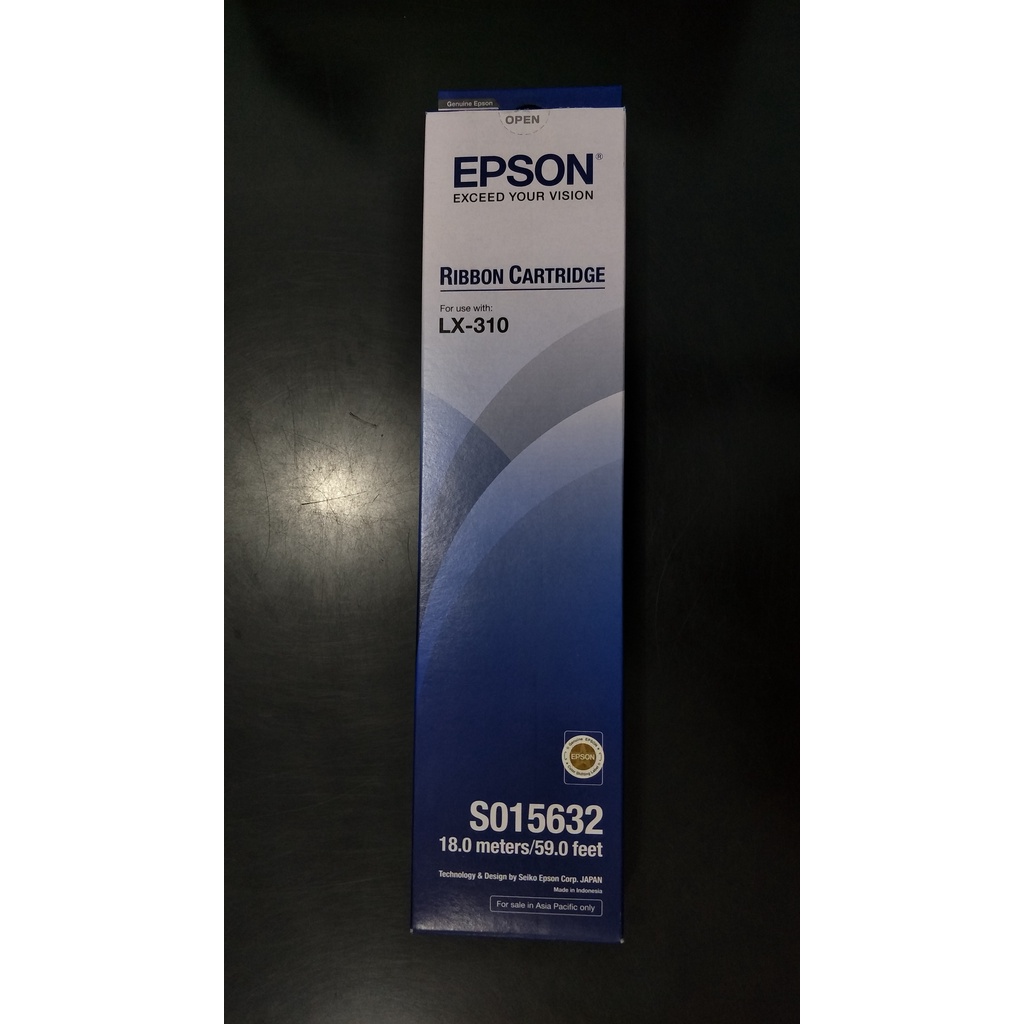 Genuine Epson
OPEN
EPSON®
EXCEED YOUR VISION
RIBBON CARTRIDGE
For use with:
LX-310
EPSON
S015632
18.0 meters/59.0 feet
Technology & Design by Seiko Epson Corp. JAPAN
Made in Indonesia
For sale in Asia Pacific only